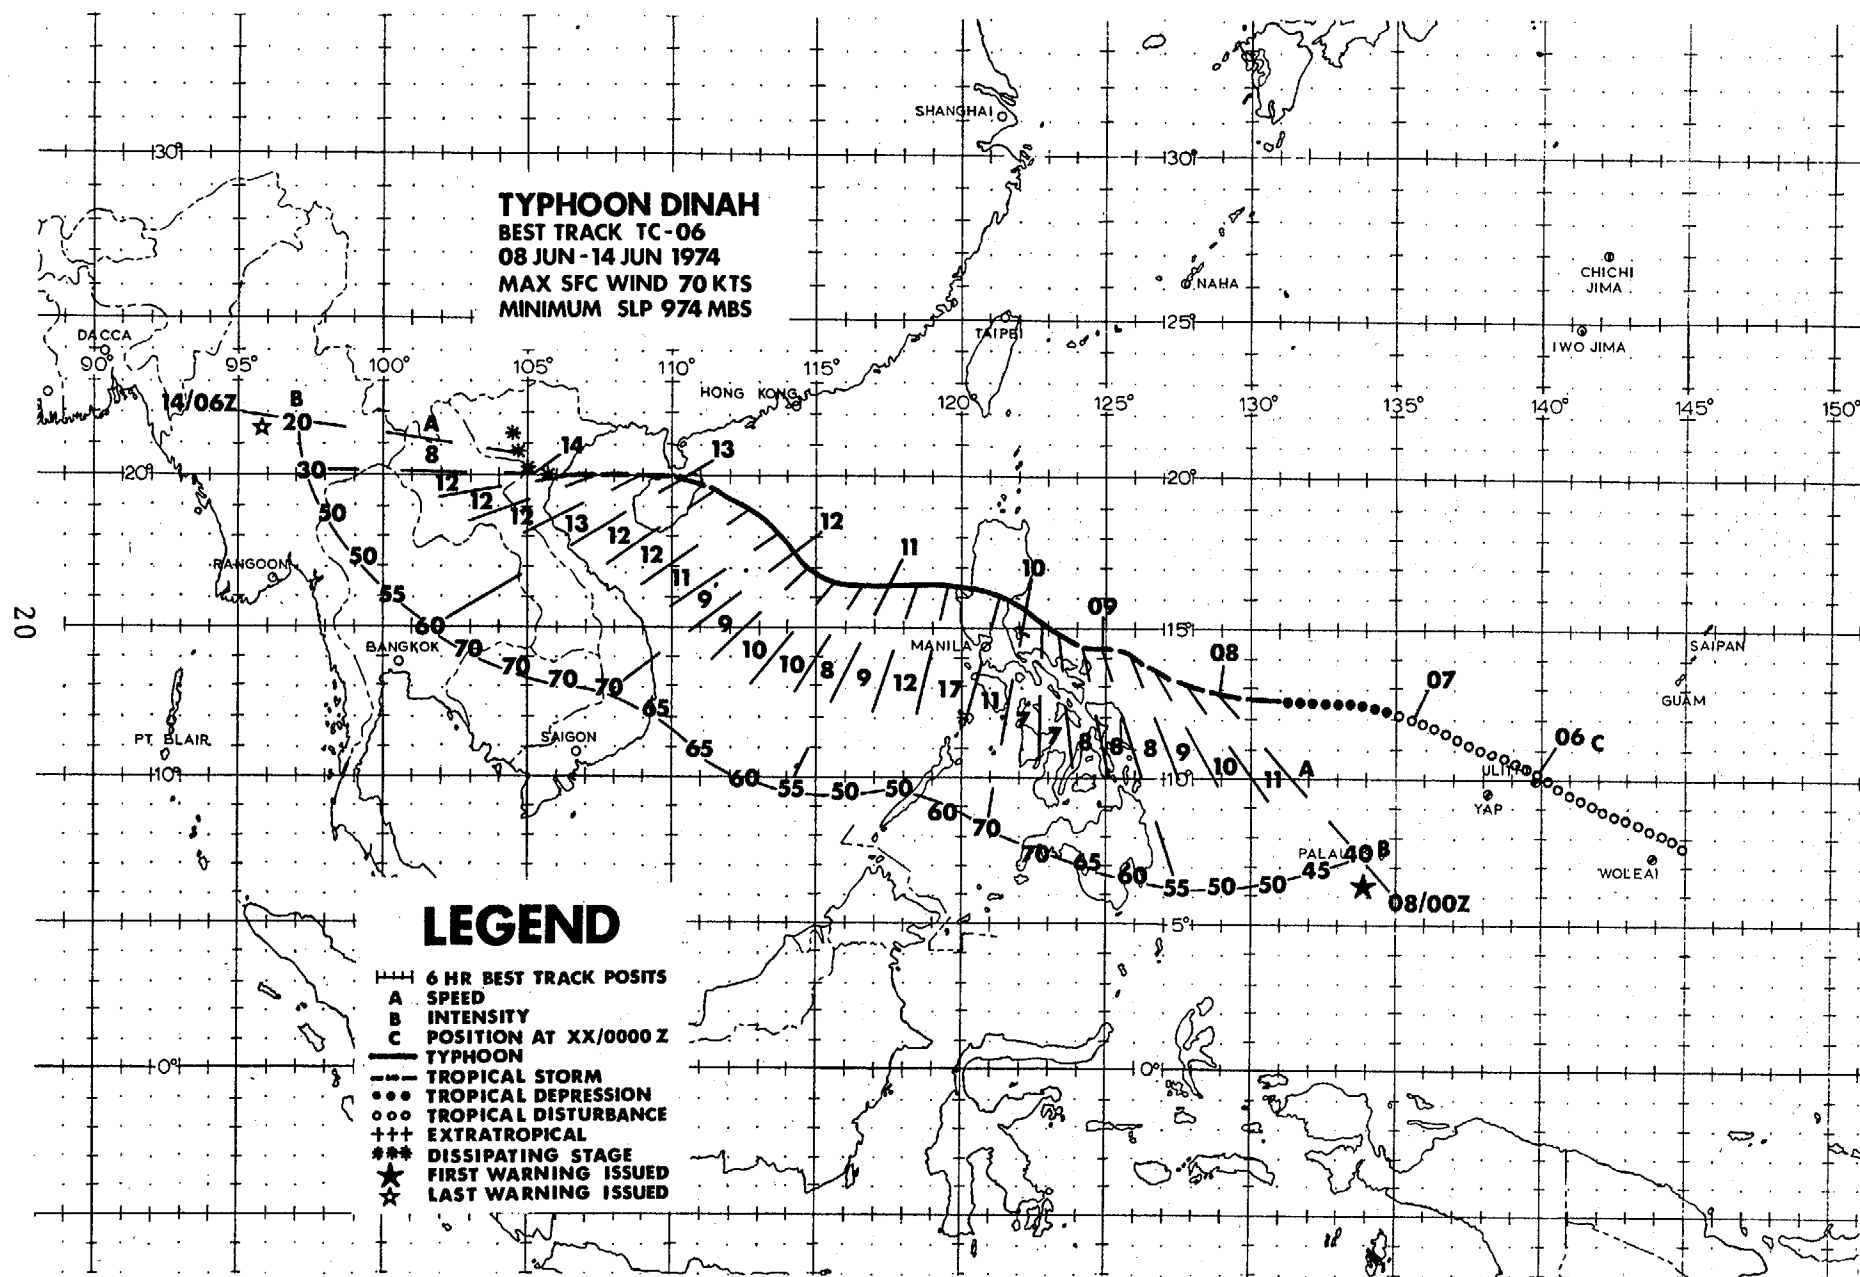 SHANGHAI
30°
30°
TYPHOON DINAH
BEST TRACK TC-06
08 JUN-14 JUN 1974
MAX SFC WIND 70 KTS
MINIMUM SLP 974 MBS
NAHA
CHICHI
JIMA
DACCA
TAIPEI
25°
25°
IWO JIMA
90°
95°
100°
105°
110°
115°
120°
125°
130°
135°
140°
145°
150°
HONG KONG
14/06Z
B
20
A
8
14
13
30
20°
20°
20°
12
12
12
13
12
12
11
9
9
10
10
8
9
12
17
11
7
7
8
8
8
9
10
11
A
12
11
10
09
08
07
06 C
50
50
55
60
70
70
70
70
65
65
60
55
50
50
60
70
70
65
60
55
50
50
45
40 B
08/00Z
RANGOON
BANGKOK
MANILA
15°
SAIPAN
GUAM
PT. BLAIR
SAIGON
10°
10°
ULITHI
YAP
PALAU
WOLEAI
5°
0°
0°
LEGEND
6 HR BEST TRACK POSITS
A SPEED
B INTENSITY
C POSITION AT XX/0000 Z
TYPHOON
TROPICAL STORM
TROPICAL DEPRESSION
TROPICAL DISTURBANCE
EXTRATROPICAL
DISSIPATING STAGE
FIRST WARNING ISSUED
LAST WARNING ISSUED